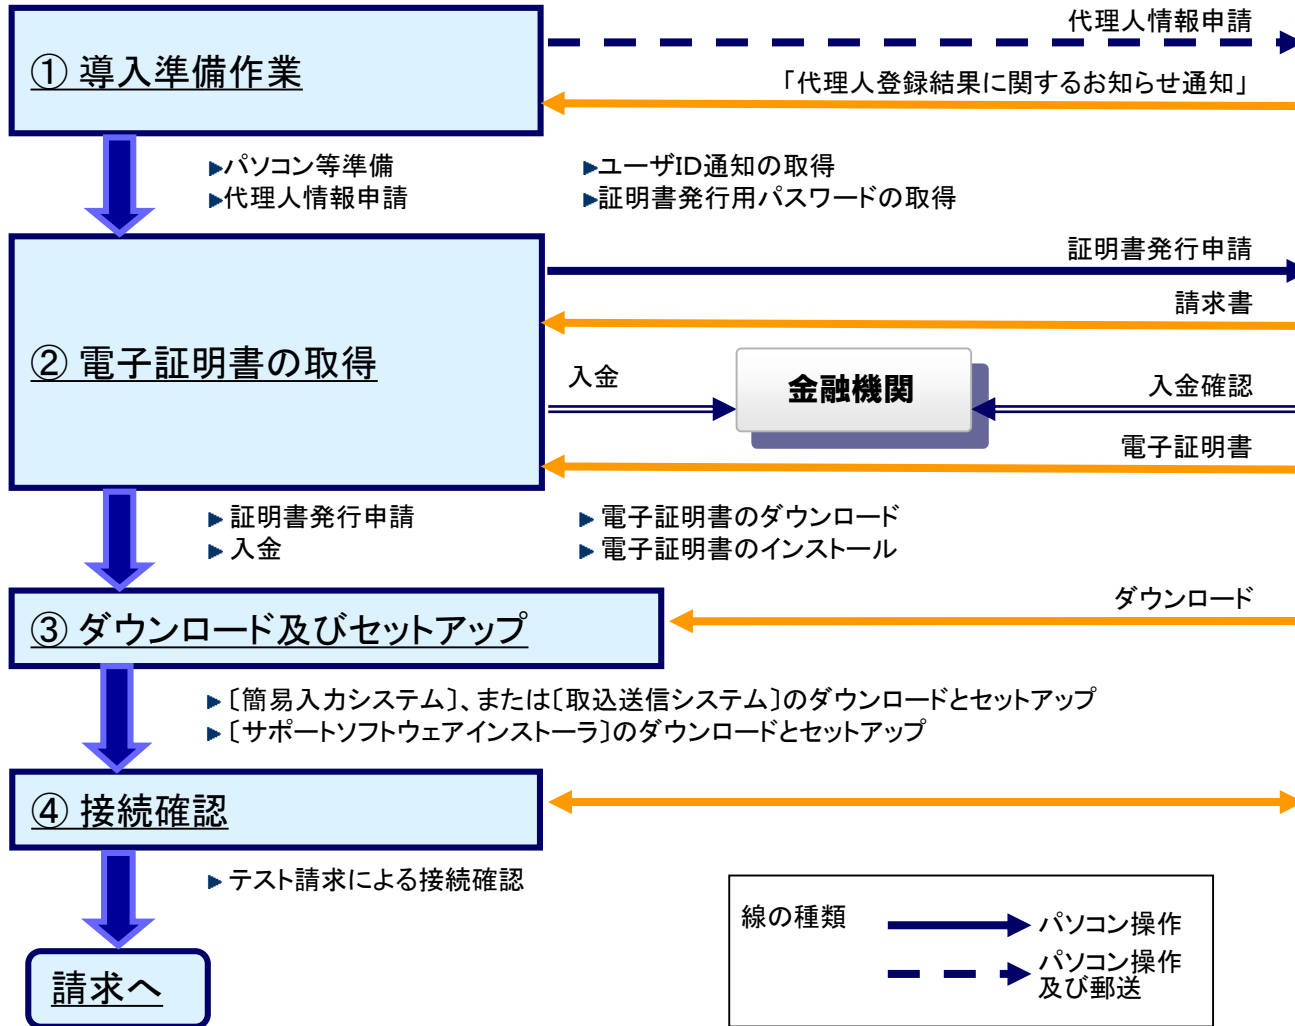 代理人情報申請
① 導入準備作業
「代理人登録結果に関するお知らせ通知」
▶パソコン等準備
▶代理人情報申請
▶ユーザID通知の取得
▶証明書発行用パスワードの取得
証明書発行申請
請求書
② 電子証明書の取得
入金
金融機関
入金確認
電子証明書
▶ 証明書発行申請
▶ 入金
▶ 電子証明書のダウンロード
▶ 電子証明書のインストール
③ ダウンロード及びセットアップ
ダウンロード
▶ 〔簡易入力システム〕、または〔取込送信システム〕のダウンロードとセットアップ
▶ 〔サポートソフトウェアインストーラ〕のダウンロードとセットアップ
④ 接続確認
▶ テスト請求による接続確認
請求へ
線の種類
パソコン操作
パソコン操作
及び郵送